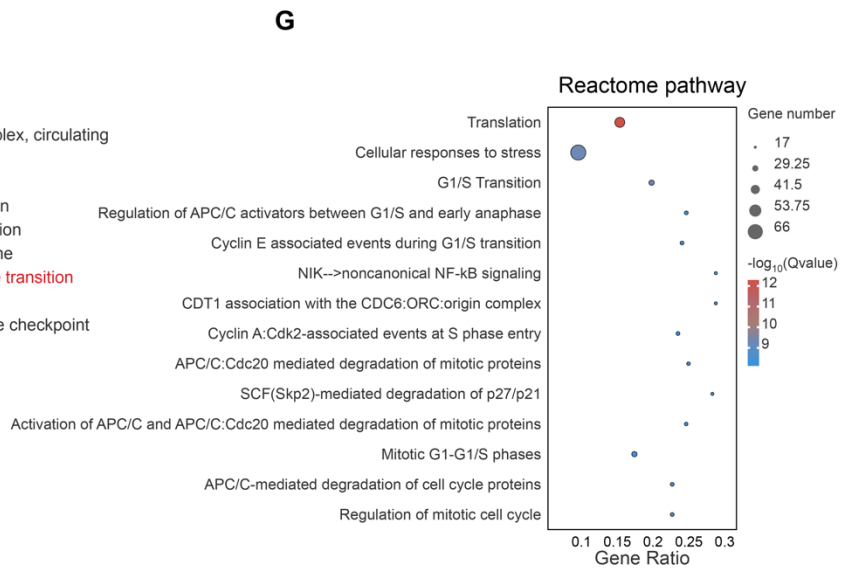 G
plex, circulating
n
ion
ne
e transition
e checkpoint
Reactome pathway
Translation
Cellular responses to stress
G1/S Transition
Regulation of APC/C activators between G1/S and early anaphase
Cyclin E associated events during G1/S transition
NIK-->noncanonical NF-kB signaling
CDT1 association with the CDC6:ORC:origin complex
Cyclin A:Cdk2-associated events at S phase entry
APC/C:Cdc20 mediated degradation of mitotic proteins
SCF(Skp2)-mediated degradation of p27/p21
Activation of APC/C and APC/C:Cdc20 mediated degradation of mitotic proteins
Mitotic G1-G1/S phases
APC/C-mediated degradation of cell cycle proteins
Regulation of mitotic cell cycle
0.1 0.15 0.2 0.25 0.3
Gene Ratio
Gene number
17
29.25
41.5
53.75
66
-log10(Qvalue)
12
11
10
9